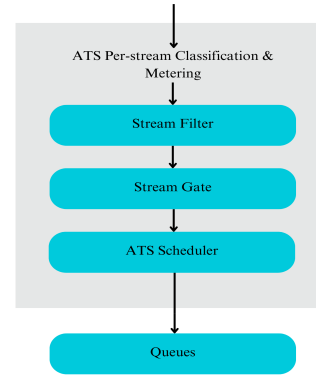 ATS Per-stream Classification &
Metering
Stream Filter
Stream Gate
ATS Scheduler
Queues